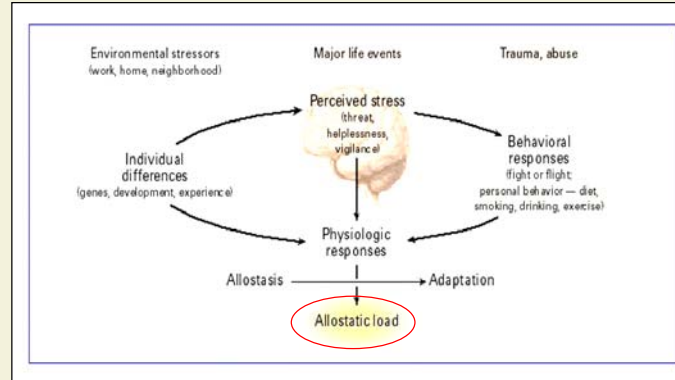 Environmental stressors
(work, home, neighborhood)
Major life events
Trauma, abuse
Perceived stress
(threat,
helplessness,
vigilance)
Individual
differences
(genes, development, experience)
Behavioral
responses
(fight or flight;
personal behavior — diet,
smoking, drinking, exercise)
Physiologic
responses
Allostasis
Adaptation
Allostatic load